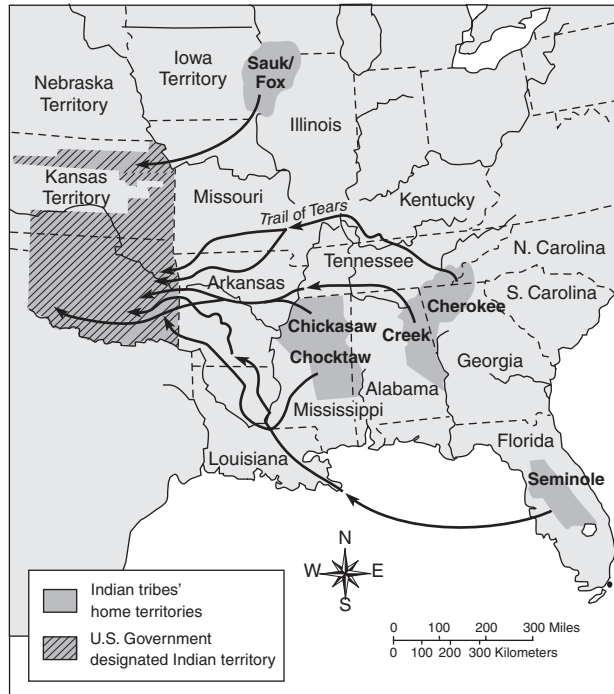 Iowa
Territory
Sauk/
Fox
Nebraska
Territory
Illinois
Kansas
Territory
Missouri
Kentucky
Trail of Tears
Tennessee
N. Carolina
Arkansas
S. Carolina
Cherokee
Chickasaw
Creek
Chocktaw
Georgia
Alabama
Mississippi
Louisiana
Florida
Seminole
N
W
E
S
Indian tribes'
home territories
U.S. Government
designated Indian territory
0 100 200 300 Miles
0 100 200 300 Kilometers